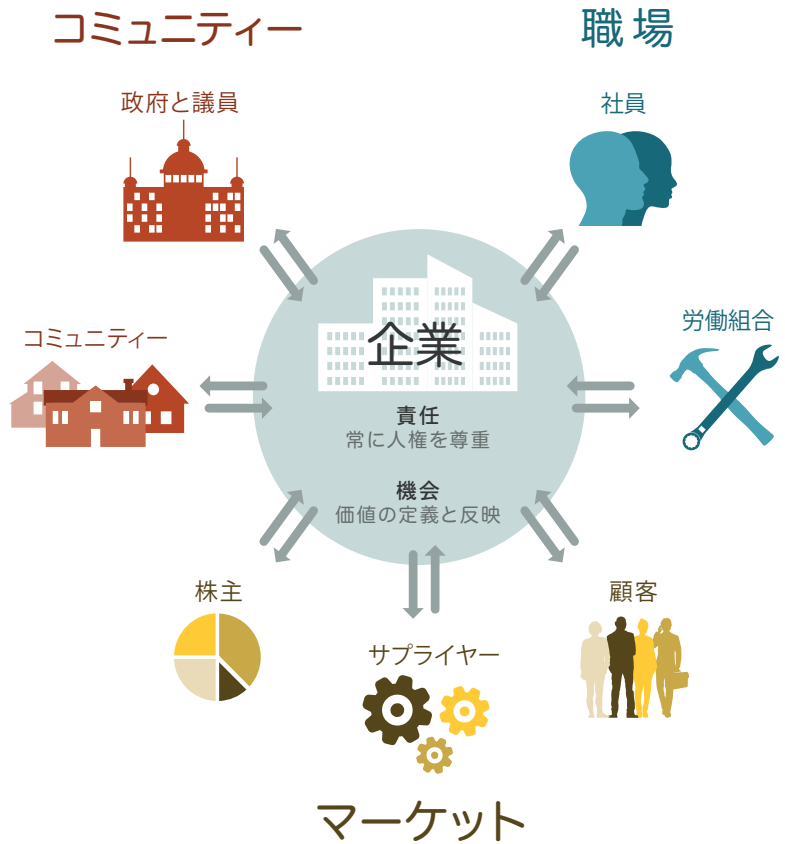 コミュニティー
職場
政府と議員
社員
コミュニティー
企業
労働組合
責任
常に人権を尊重
機会
価値の定義と反映
株主
顧客
サプライヤー
マーケット